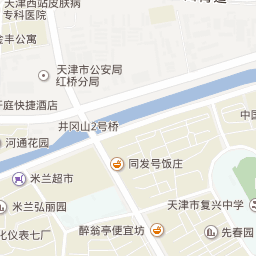 天津西站皮肤病
专科医院
金丰公寓
天津市公安局
红桥分局
开庭快捷酒店
井冈山2号桥
中国
河通花园
同发号饭庄
米兰超市
米兰弘丽园
天津市复兴中学
化仪表七厂
醉翁亭便宜坊
先春园